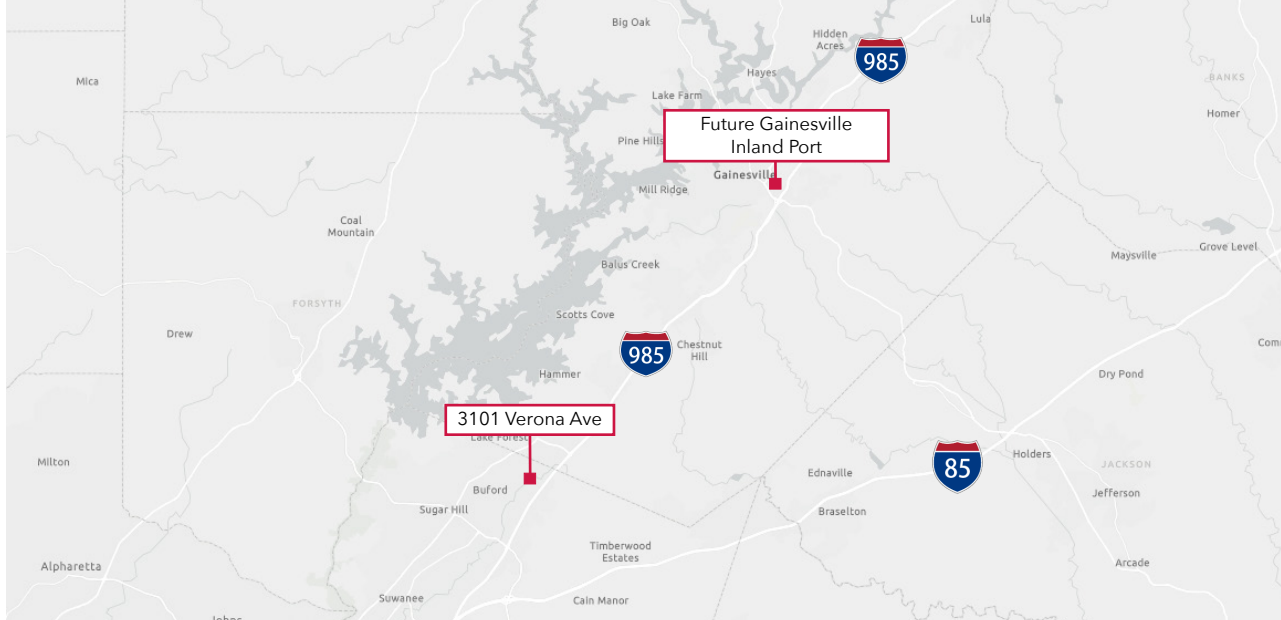 Big Oak
Lula
Hidden
Acres
985
Mica
Hayes
BANKS
Lake Farm
Homer
Future Gainesville
Inland Port
Pine Hills
Gainesville
Mill Ridge
Coal
Mountain
Grove Level
Maysville
Balus Creek
FORSYTH
Scotts Cove
Drew
985
Chestnut
Hill
Hammer
Dry Pond
3101 Verona Ave
Holders
Milton
85
JACKSON
Ednaville
Buford
Jefferson
Sugar Hill
Braselton
Timberwood
Estates
Alpharetta
Arcade
Suwanee
Cain Manor